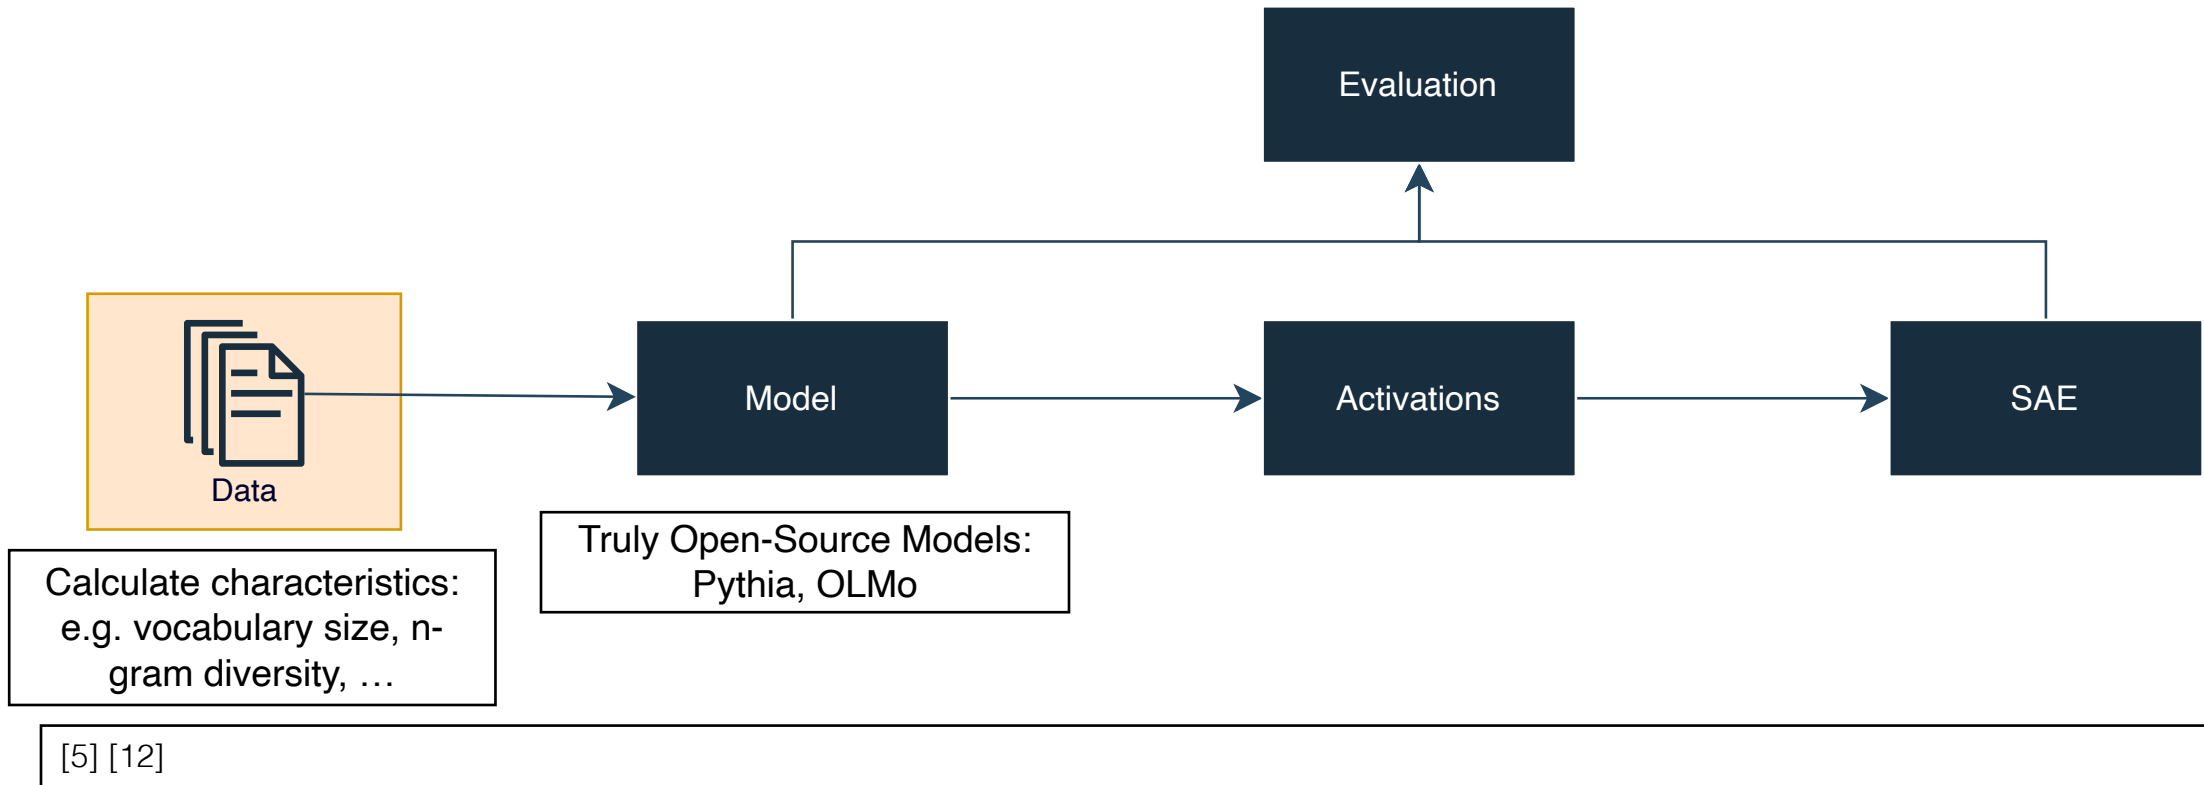 Evaluation
Data
Model
Activations
SAE
Calculate characteristics:
e.g. vocabulary size, n-
gram diversity, …
Truly Open-Source Models:
Pythia, OLMo
[5] [12]